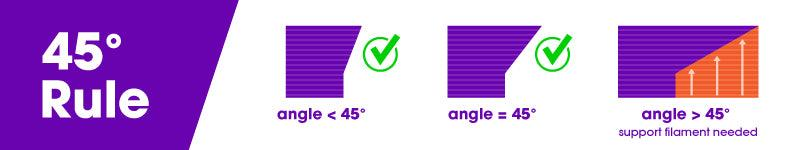 45°
Rule
angle < 45°
angle = 45°
angle > 45°
support filament needed